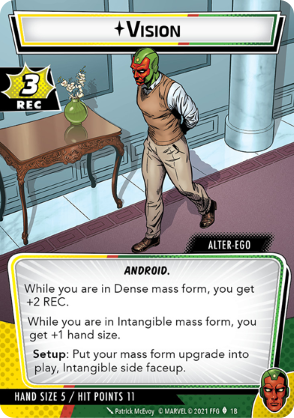 VISION
3
REC
ALTER-EGO
ANDROID.
While you are in Dense mass form, you get
+2 REC.
While you are in Intangible mass form, you
get +1 hand size.
Setup: Put your mass form upgrade into
play, Intangible side faceup.
HAND SIZE 5 / HIT POINTS 11
Patrick McEvoy © MARVEL © 2021 FFG 1B